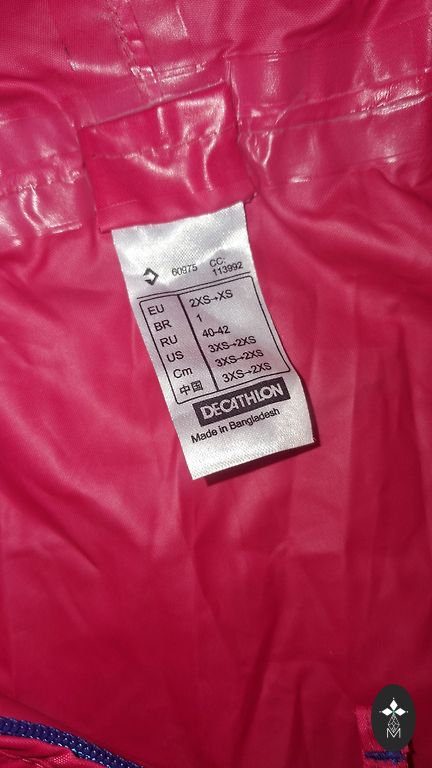 60975 CC: 113992
EU 2XS→XS
BR 1
RU 40-42
US 3XS→2XS
Cm 3XS→2XS
中国 3XS→2XS
DECATHLON
Made in Bangladesh
M